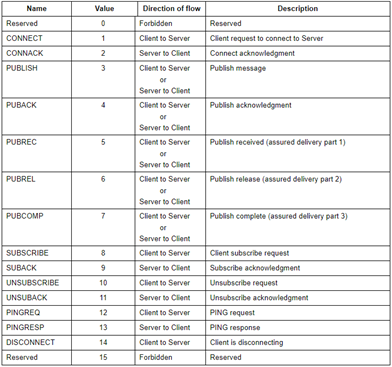 Name Value Direction of flow Description
Reserved 0 Forbidden Reserved
CONNECT 1 Client to Server Client request to connect to Server
CONNACK 2 Server to Client Connect acknowledgment
PUBLISH 3 Client to Server Publish message
or
Server to Client
PUBACK 4 Client to Server Publish acknowledgment
or
Server to Client
PUBREC 5 Client to Server Publish received (assured delivery part 1)
or
Server to Client
PUBREL 6 Client to Server Publish release (assured delivery part 2)
or
Server to Client
PUBCOMP 7 Client to Server Publish complete (assured delivery part 3)
or
Server to Client
SUBSCRIBE 8 Client to Server Client subscribe request
SUBACK 9 Server to Client Subscribe acknowledgment
UNSUBSCRIBE 10 Client to Server Unsubscribe request
UNSUBACK 11 Server to Client Unsubscribe acknowledgment
PINGREQ 12 Client to Server PING request
PINGRESP 13 Server to Client PING response
DISCONNECT 14 Client to Server Client is disconnecting
Reserved 15 Forbidden Reserved